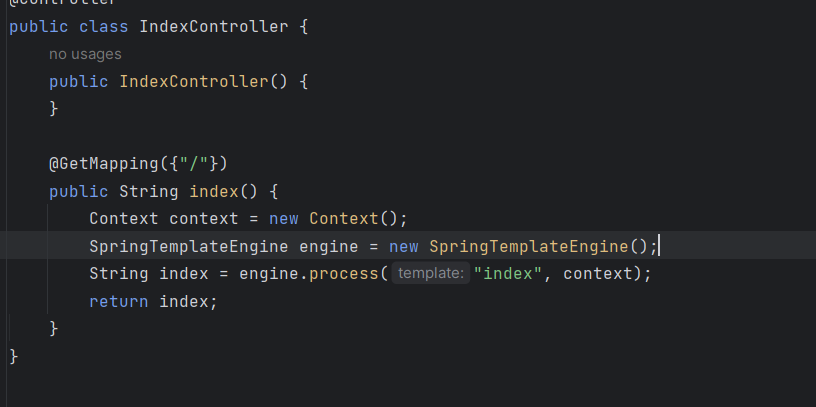 @Controller
public class IndexController {
no usages
public IndexController() {
}
@GetMapping({"/"})
public String index() {
Context context = new Context();
SpringTemplateEngine engine = new SpringTemplateEngine();
String index = engine.process( template: "index", context);
return index;
}
}